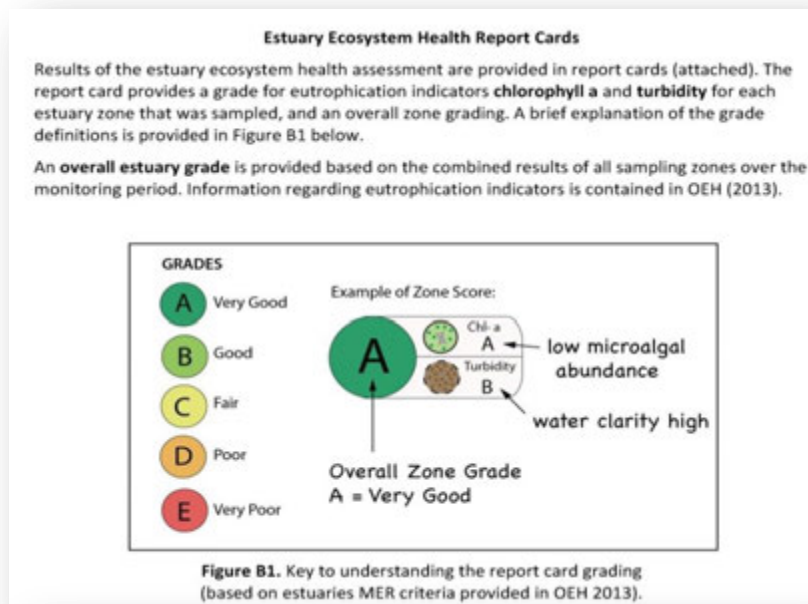 Estuary Ecosystem Health Report Cards
Results of the estuary ecosystem health assessment are provided in report cards (attached). The
report card provides a grade for eutrophication indicators chlorophyll a and turbidity for each
estuary zone that was sampled, and an overall zone grading. A brief explanation of the grade
definitions is provided in Figure B1 below.
An overall estuary grade is provided based on the combined results of all sampling zones over the
monitoring period. Information regarding eutrophication indicators is contained in OEH (2013).
GRADES
A Very Good
B Good
C Fair
D Poor
E Very Poor
Example of Zone Score:
A
Chl- a
A
Turbidity
B
low microalgal
abundance
water clarity high
Overall Zone Grade
A = Very Good
Figure B1. Key to understanding the report card grading
(based on estuaries MER criteria provided in OEH 2013).